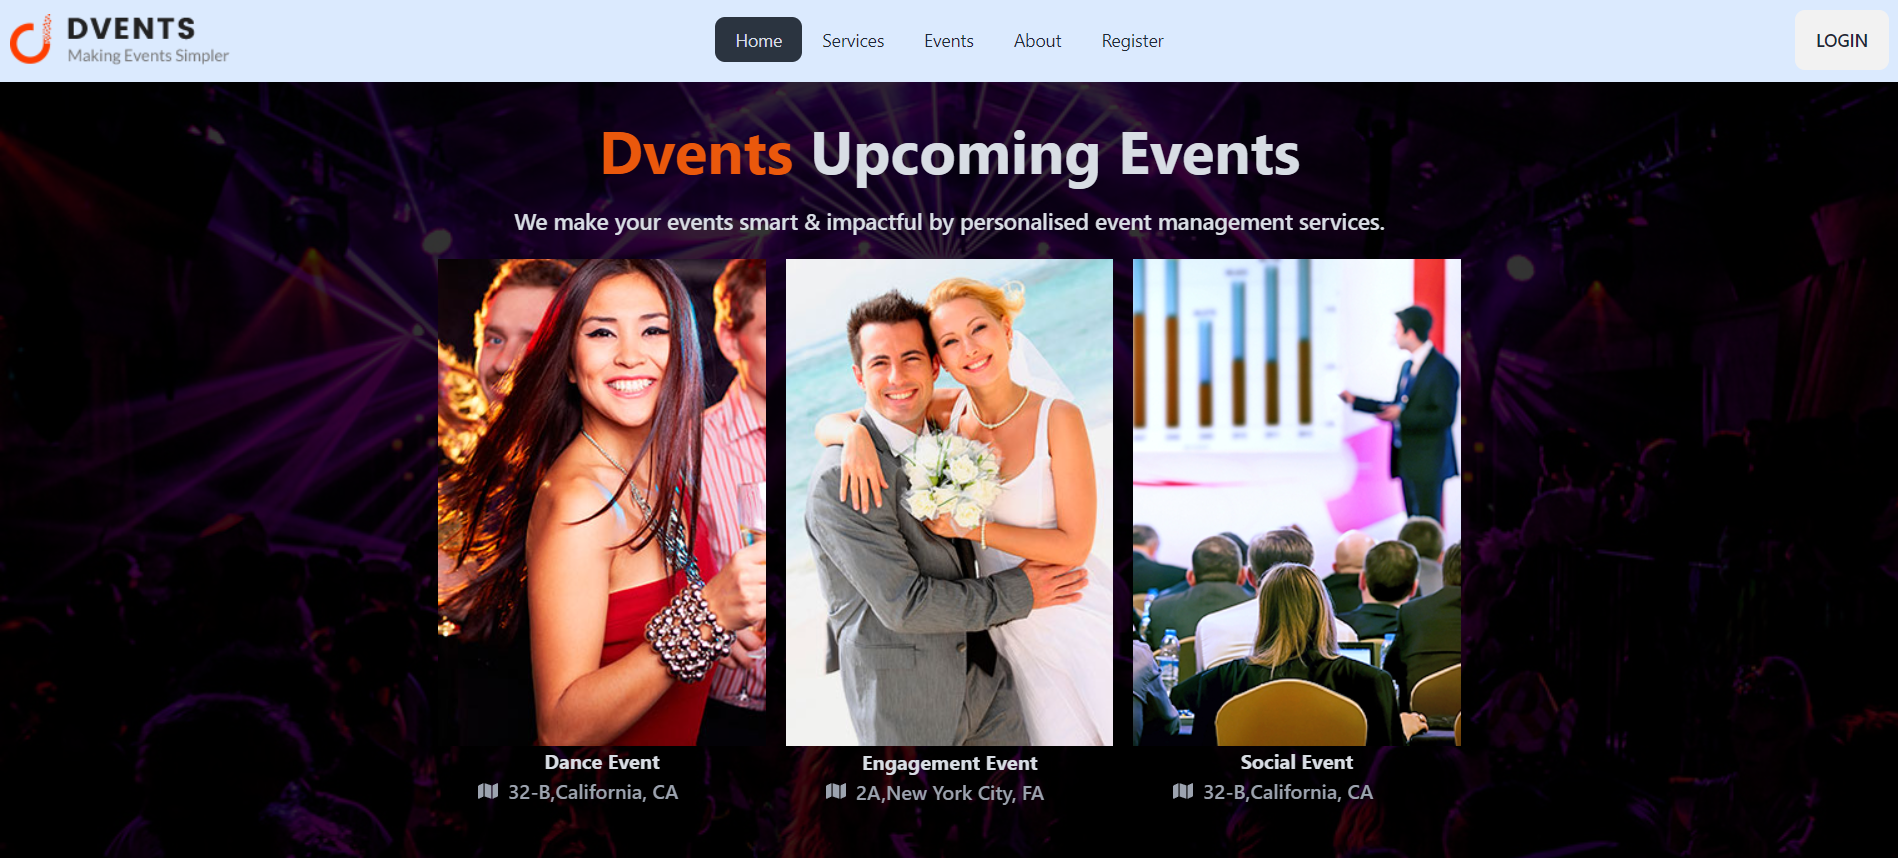 DVENTS
Making Events Simpler
Home Services Events About Register
LOGIN
Dvents Upcoming Events
We make your events smart & impactful by personalised event management services.
Dance Event
32-B,California, CA
Engagement Event
2A,New York City, FA
Social Event
32-B,California, CA